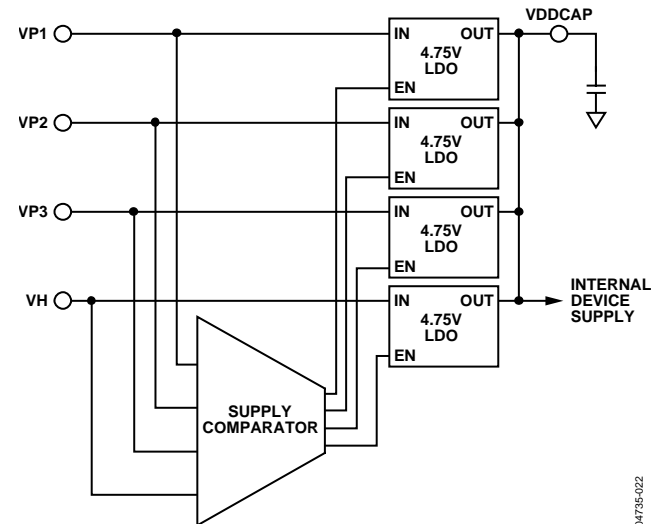 VDDCAP
VP1
IN OUT
4.75V
LDO
EN
VP2
IN OUT
4.75V
LDO
EN
VP3
IN OUT
4.75V
LDO
EN
VH
IN OUT
4.75V
LDO
EN
INTERNAL
DEVICE
SUPPLY
SUPPLY
COMPARATOR
04735-022